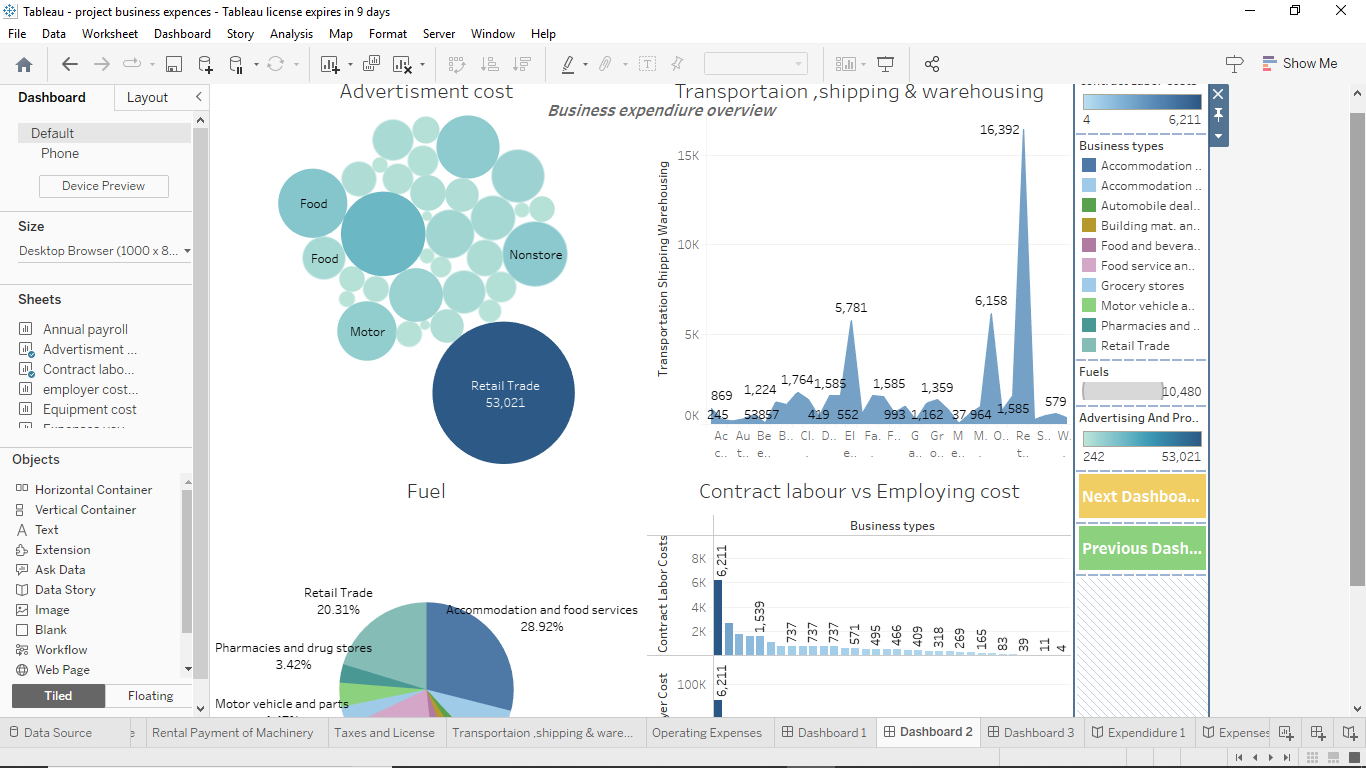 Tableau - project business expences - Tableau license expires in 9 days
File Data Worksheet Dashboard Story Analysis Map Format Server Window Help
Show Me
Dashboard Layout
Default
Phone
Device Preview
Size
Desktop Browser (1000 x 8...
Sheets
Annual payroll
Advertisment ...
Contract labo...
employer cost...
Equipment cost
Objects
Horizontal Container
Vertical Container
Text
Extension
Ask Data
Data Story
Image
Blank
Workflow
Web Page
Tiled Floating
Advertisment cost
Business expendiure overview
Food
Food
Nonstore
Motor
Retail Trade
53,021
Transportaion ,shipping & warehousing
Transportation Shipping Warehousing
15K
10K
5K
0K
16,392
5,781
6,158
869 1,224 1,764 1,585 1,585 1,359
245 53 857 419 552 993 1,162 37 964 1,585 579
Ac Au Be B.. Cl. D.. El Fa. F.. G Gr M M. O.. Re S.. W.
c.. t.. e.. . e.. e.. . a.. o.. e.. . t.. .
Fuel
Retail Trade
20.31%
Accommodation and food services
28.92%
Pharmacies and drug stores
3.42%
Motor vehicle and parts
Contract labour vs Employing cost
Business types
Contract Labor Costs
8K
6K
4K
2K
6,211 1,539 737 737 737 571 495 466 409 318 269 165 83 39 11 4
yer Cost
100K
6,211
4 6,211
Business types
Accommodation ..
Accommodation ..
Automobile deal..
Building mat. an..
Food and bevera..
Food service an..
Grocery stores
Motor vehicle a..
Pharmacies and ..
Retail Trade
Fuels
10,480
Advertising And Pro..
242 53,021
Next Dashboa...
Previous Dash...
Data Source e Rental Payment of Machinery Taxes and License Transportaion ,shipping & ware... Operating Expenses Dashboard 1 Dashboard 2 Dashboard 3 Expendidure 1 Expenses